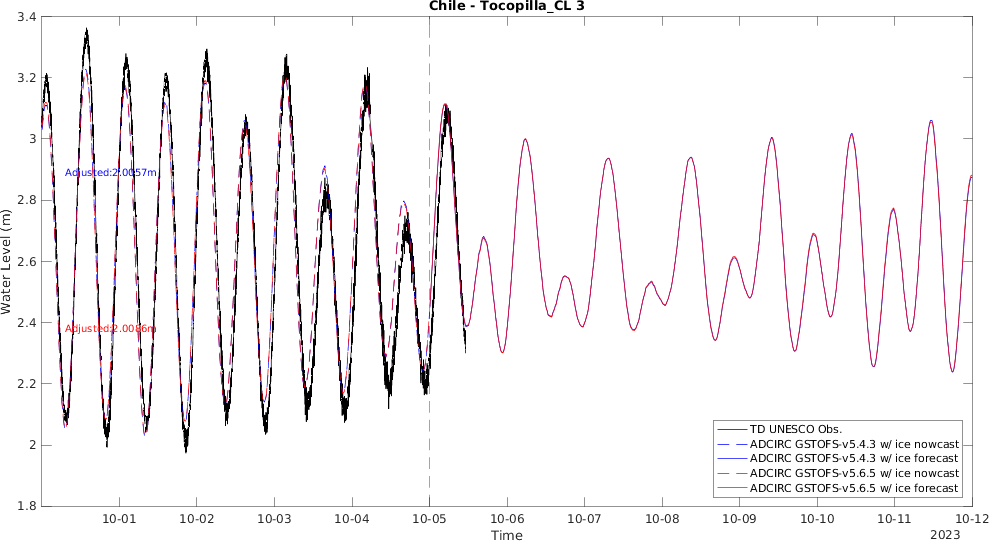 Chile - Tocopilla_CL 3
3.4
3.2
3
2.8
2.6
2.4
2.2
2
1.8
Water Level (m)
Adjusted:2.0057m
Adjusted:2.0086m
TD UNESCO Obs.
ADCIRC GSTOFS-v5.4.3 w/ ice nowcast
ADCIRC GSTOFS-v5.4.3 w/ ice forecast
ADCIRC GSTOFS-v5.6.5 w/ ice nowcast
ADCIRC GSTOFS-v5.6.5 w/ ice forecast
10-01 10-02 10-03 10-04 10-05 10-06 10-07 10-08 10-09 10-10 10-11 10-12
Time
2023